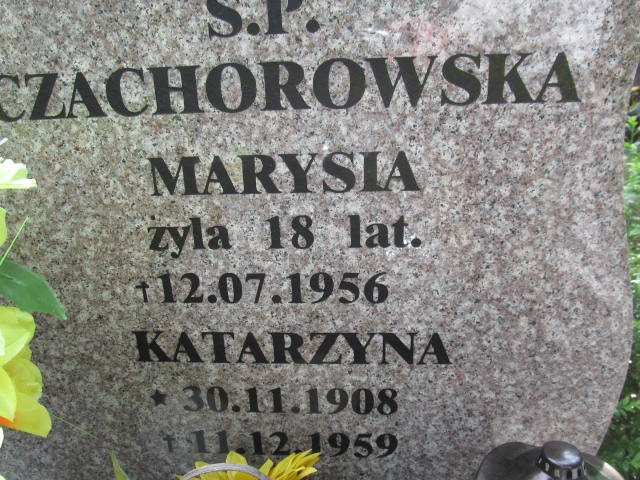 Ś.P.
CZACHOROWSKA
MARYSIA
żyła 18 lat.
†12.07.1956
KATARZYNA
★ 30.11.1908
† 11.12.1959